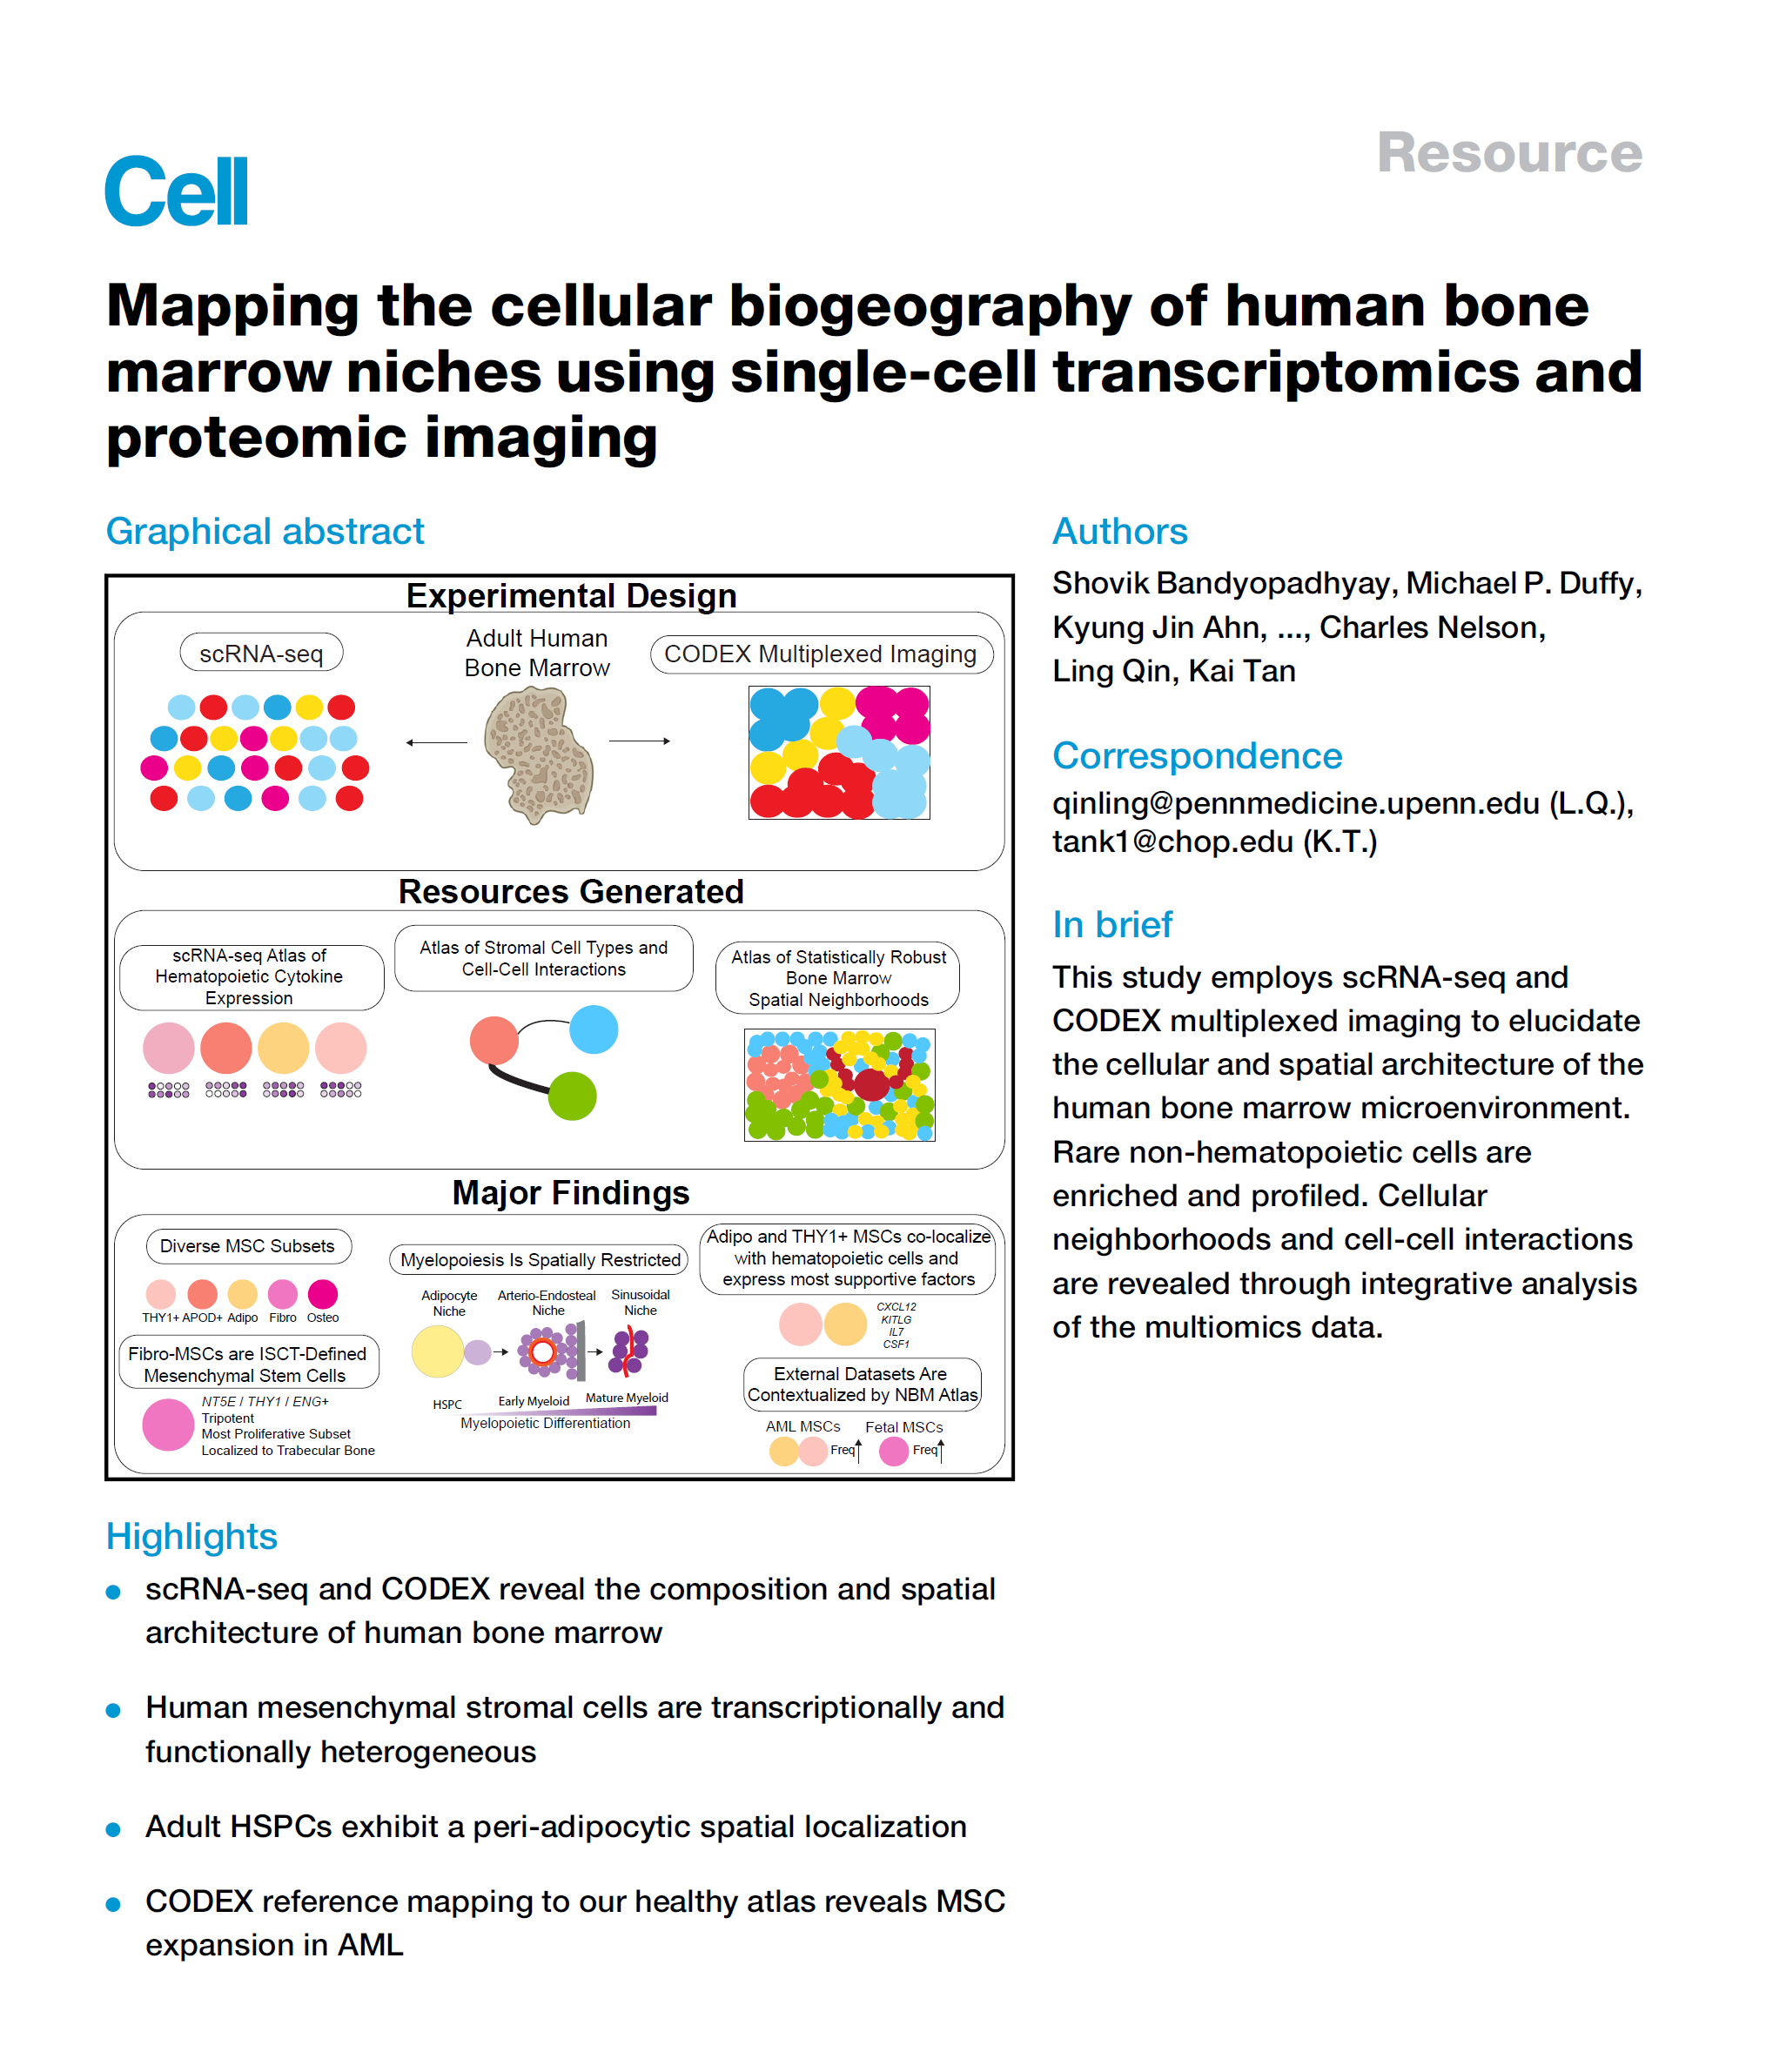 Resource
Cell
Mapping the cellular biogeography of human bone
marrow niches using single-cell transcriptomics and
proteomic imaging
Graphical abstract
Experimental Design
scRNA-seq
Adult Human
Bone Marrow
CODEX Multiplexed Imaging
Resources Generated
scRNA-seq Atlas of
Hematopoietic Cytokine
Expression
Atlas of Stromal Cell Types and
Cell-Cell Interactions
Atlas of Statistically Robust
Bone Marrow
Spatial Neighborhoods
Major Findings
Diverse MSC Subsets
THY1+ APOD+ Adipo Fibro Osteo
Fibro-MSCs are ISCT-Defined
Mesenchymal Stem Cells
NT5E / THY1 / ENG+
Tripotent
Most Proliferative Subset
Localized to Trabecular Bone
Myelopoiesis Is Spatially Restricted
Adipocyte
Niche
Arterio-Endosteal
Niche
Sinusoidal
Niche
HSPC
Early Myeloid
Mature Myeloid
Myelopoietic Differentiation
Adipo and THY1+ MSCs co-localize
with hematopoietic cells and
express most supportive factors
CXCL12
KITLG
IL7
CSF1
External Datasets Are
Contextualized by NBM Atlas
AML MSCs
Freq
Fetal MSCs
Freq
Highlights
● scRNA-seq and CODEX reveal the composition and spatial
architecture of human bone marrow
● Human mesenchymal stromal cells are transcriptionally and
functionally heterogeneous
● Adult HSPCs exhibit a peri-adipocytic spatial localization
● CODEX reference mapping to our healthy atlas reveals MSC
expansion in AML
Authors
Shovik Bandyopadhyay, Michael P. Duffy,
Kyung Jin Ahn, ..., Charles Nelson,
Ling Qin, Kai Tan
Correspondence
qinling@pennmedicine.upenn.edu (L.Q.),
tank1@chop.edu (K.T.)
In brief
This study employs scRNA-seq and
CODEX multiplexed imaging to elucidate
the cellular and spatial architecture of the
human bone marrow microenvironment.
Rare non-hematopoietic cells are
enriched and profiled. Cellular
neighborhoods and cell-cell interactions
are revealed through integrative analysis
of the multiomics data.